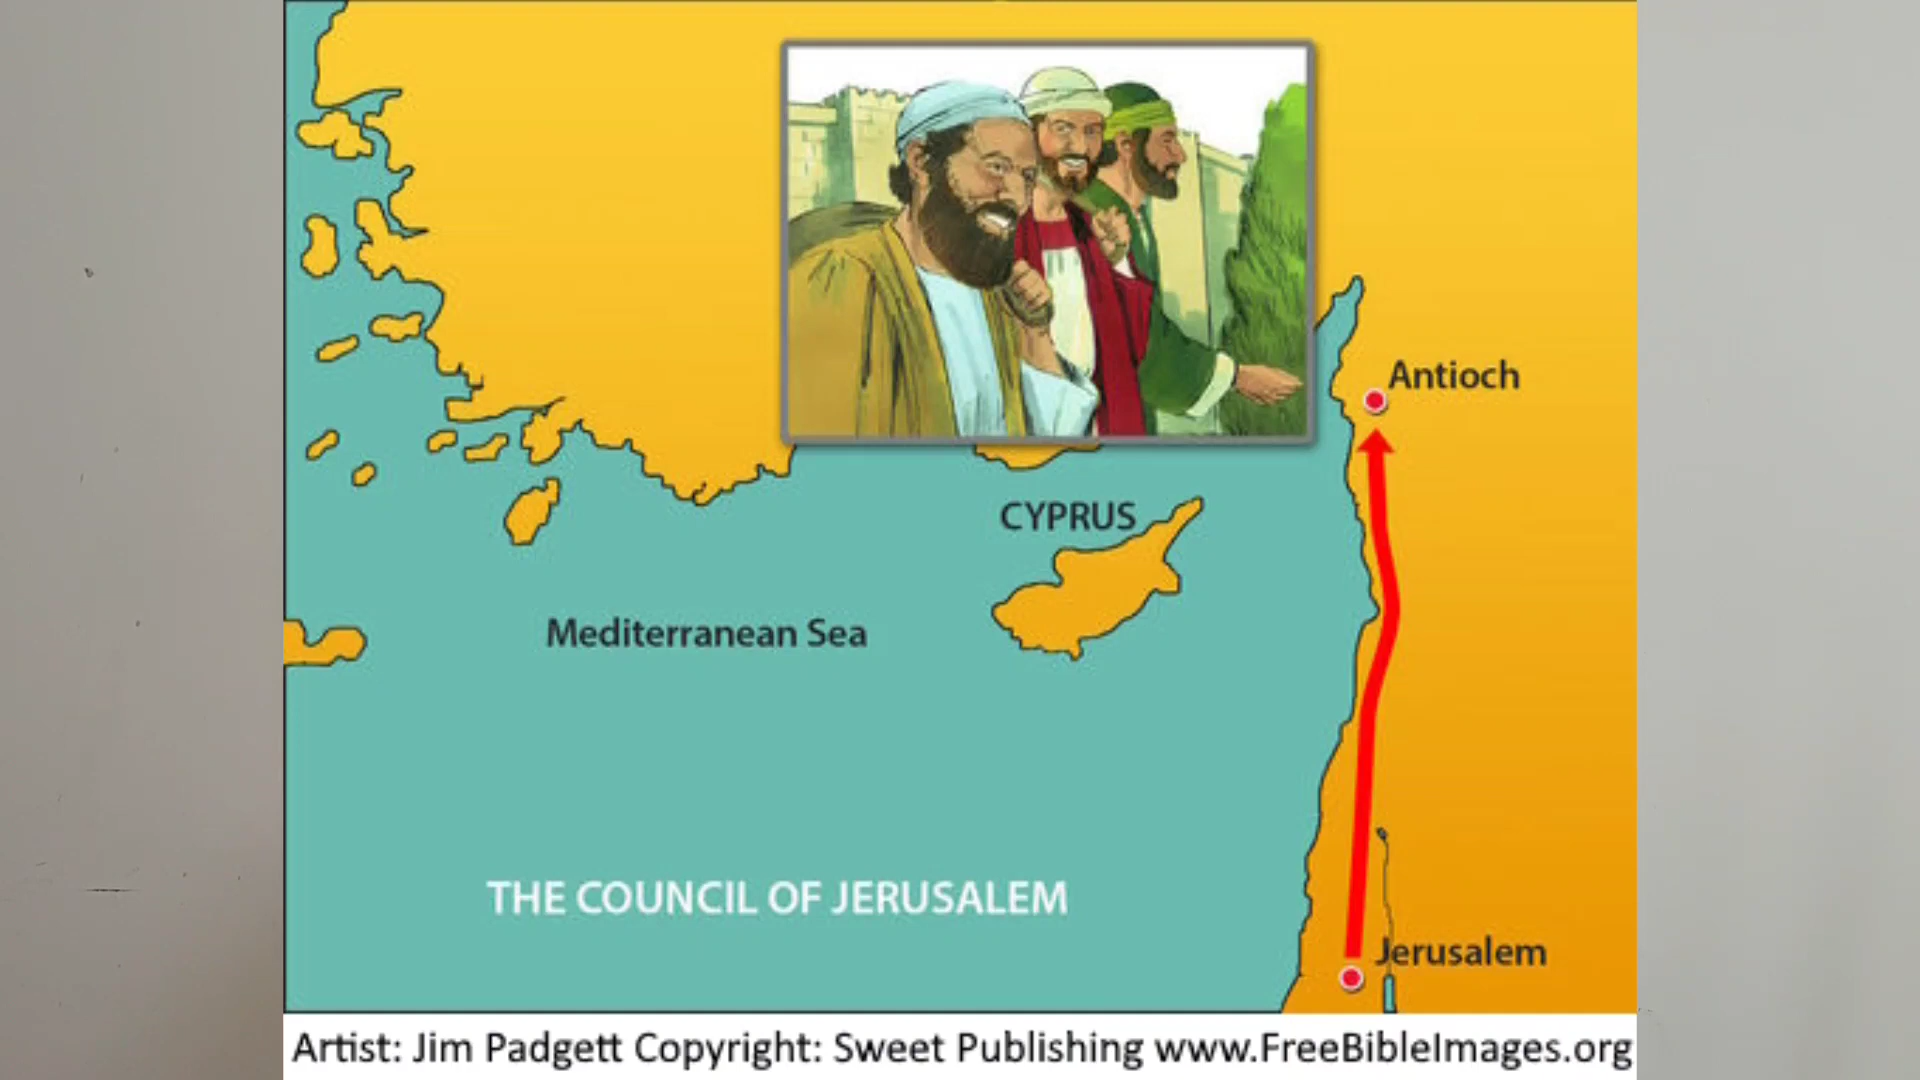 Antioch
CYPRUS
Mediterranean Sea
THE COUNCIL OF JERUSALEM
Jerusalem
Artist: Jim Padgett Copyright: Sweet Publishing www.FreeBibleImages.org